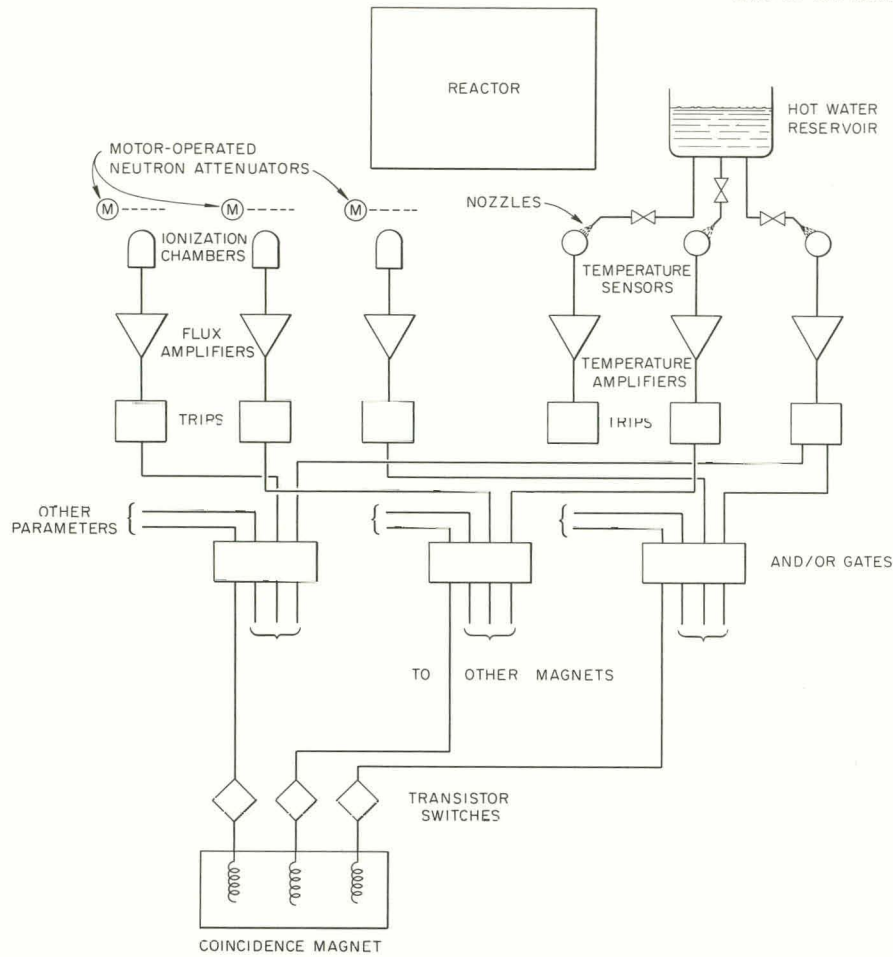 REACTOR
HOT WATER
RESERVOIR
MOTOR-OPERATED
NEUTRON ATTENUATORS
NOZZLES
M
M
M
IONIZATION
CHAMBERS
TEMPERATURE
SENSORS
FLUX
AMPLIFIERS
TEMPERATURE
AMPLIFIERS
TRIPS
TRIPS
OTHER
PARAMETERS
AND/OR GATES
TO OTHER MAGNETS
TRANSISTOR
SWITCHES
COINCIDENCE MAGNET